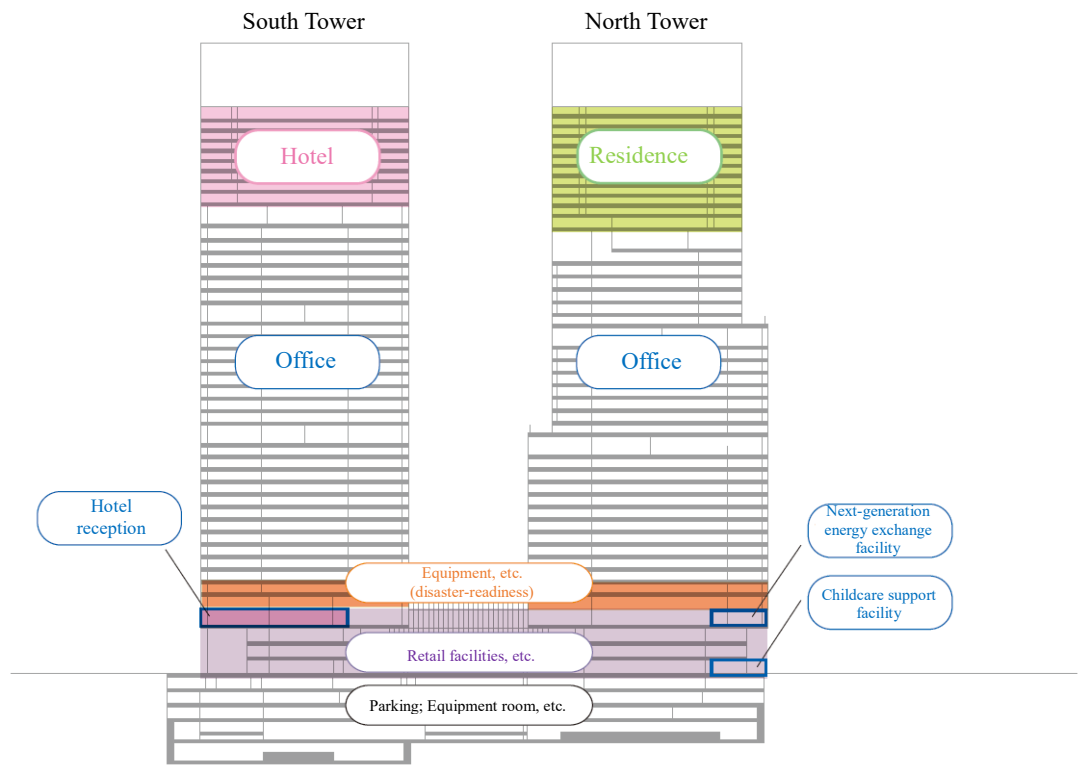 South Tower
North Tower
Hotel
Residence
Office
Office
Hotel
reception
Next-generation
energy exchange
facility
Equipment, etc.
(disaster-readiness)
Childcare support
facility
Retail facilities, etc.
Parking; Equipment room, etc.